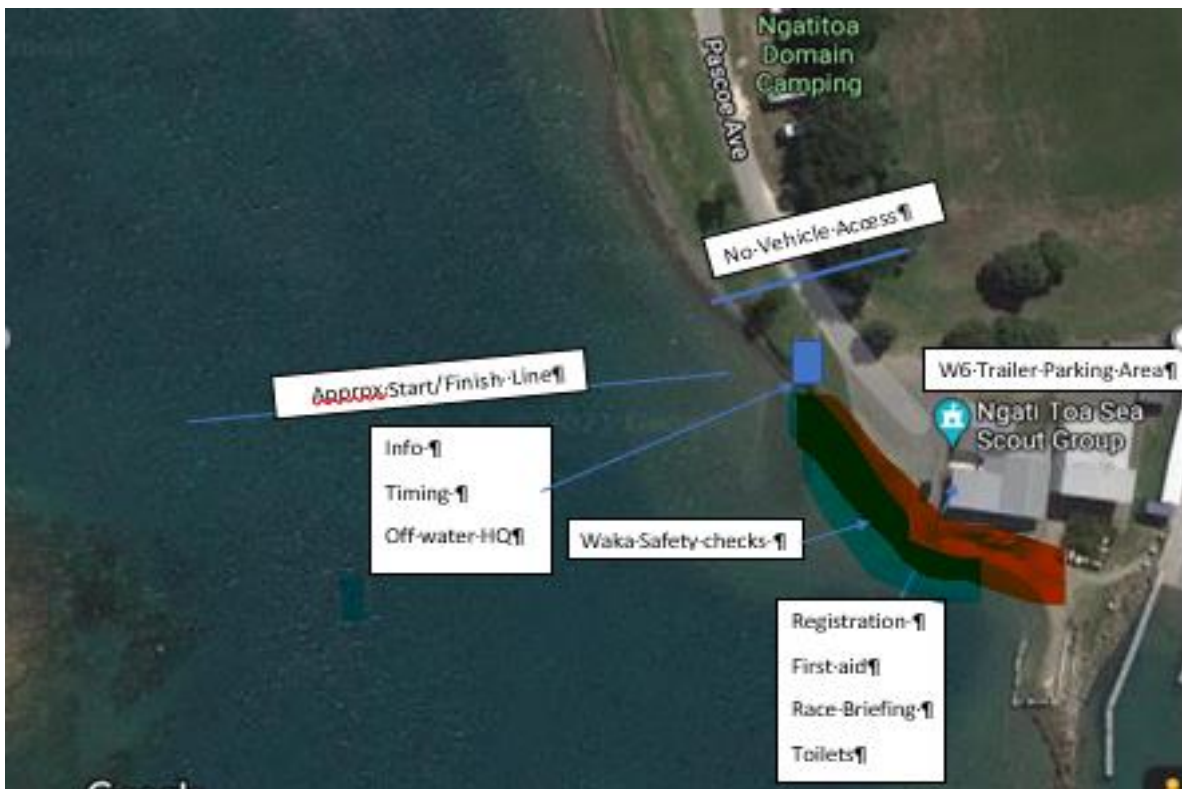 Ngatitoa
Domain
Camping
Pascoe Ave
No·Vehicle·Access¶
Approx·Start/Finish··Line¶
W6·Trailer·Parking·Area¶
Ngati Toa Sea
Scout Group
Info·¶
Timing·¶
Off-water·HQ¶
Waka·Safety·checks·¶
Registration·¶
First·aid¶
Race·Briefing·¶
Toilets¶